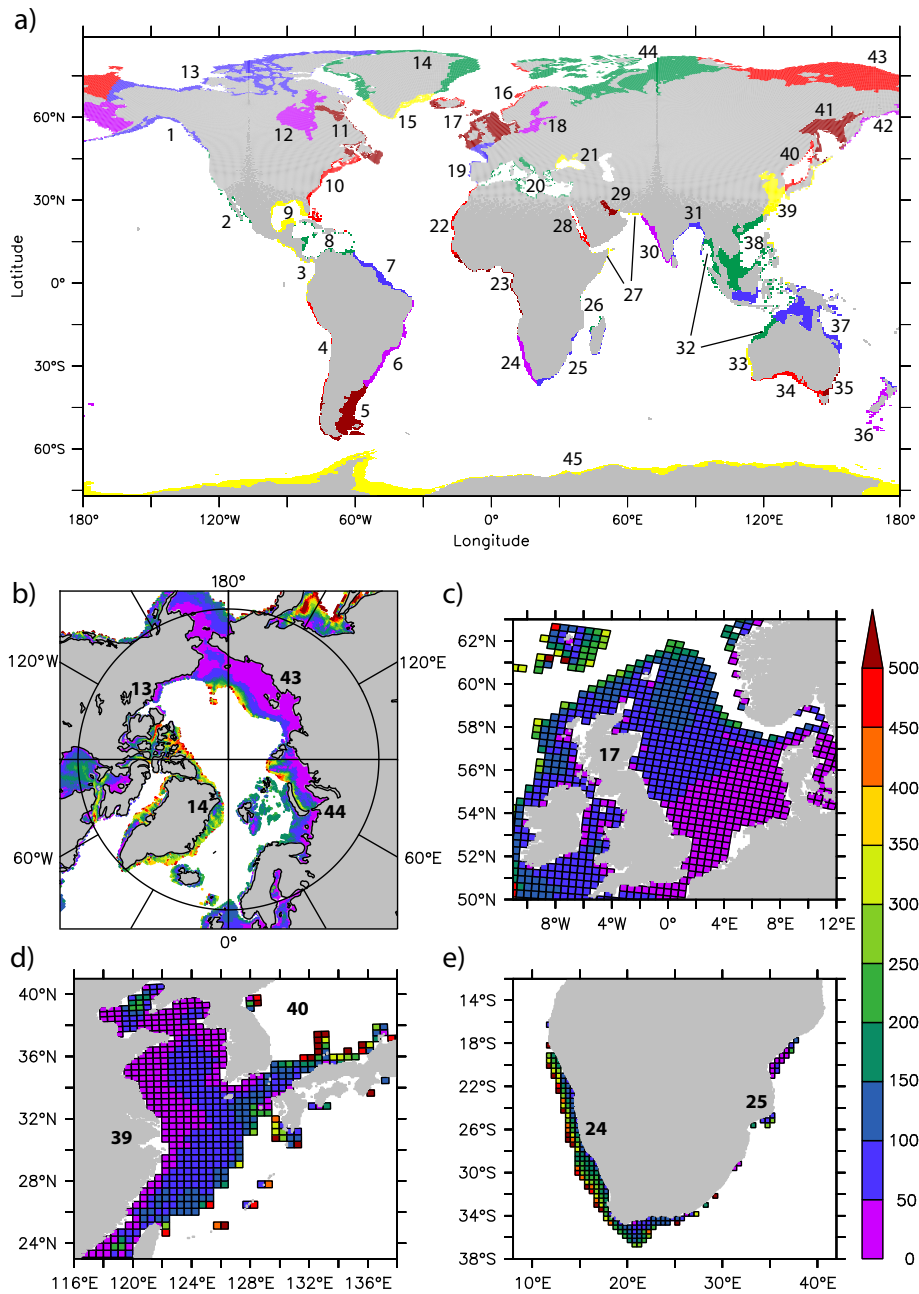 a)
44
43
13
14
60°N
1
12
11
15
16
17
18
41
42
19
21
40
30°N
2
9
10
20
29
39
22
28
30
31
38
8
0°
3
7
23
27
26
37
32
30°S
4
6
24
25
33
34
35
5
36
60°S
45
180°
120°W
60°W
0°
60°E
120°E
180°
Latitude
Longitude
b)
180°
120°W
120°E
13
43
14
44
60°W
60°E
0°
c)
62°N
60°N
58°N
56°N
54°N
52°N
50°N
17
8°W
4°W
0°
4°E
8°E
12°E
500
450
400
350
300
250
200
150
100
50
0
d)
40°N
36°N
32°N
28°N
24°N
40
39
116°E
120°E
124°E
128°E
132°E
136°E
e)
14°S
18°S
22°S
26°S
30°S
34°S
38°S
25
24
10°E
20°E
30°E
40°E